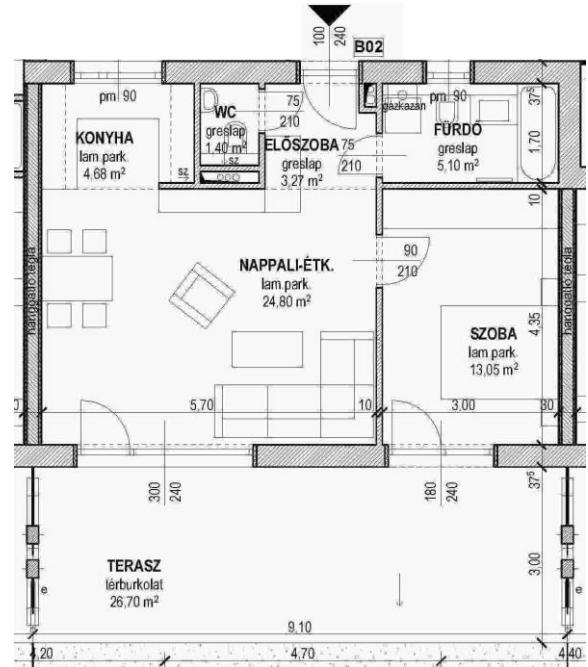 100
240
B02
pm 90
KONYHA
lam.park.
4,68 m²
sz
WC
greslap
1,40 m²
sz
75
210
ELŐSZOBA
greslap
3,27 m²
75
210
gázkazán
pm 90
FÜRDŐ
greslap
5,10 m²
37⁵
1,70
10
hanggátló tégla
NAPPALI-ÉTK.
lam.park.
24,80 m²
90
210
SZOBA
lam.park.
13,05 m²
4,35
hanggátló tégla
5,70
10
3,00
30
300
240
180
240
37⁵
TERASZ
térburkolat
26,70 m²
3,00
e
e
9,10
4,20
4,70
4,40